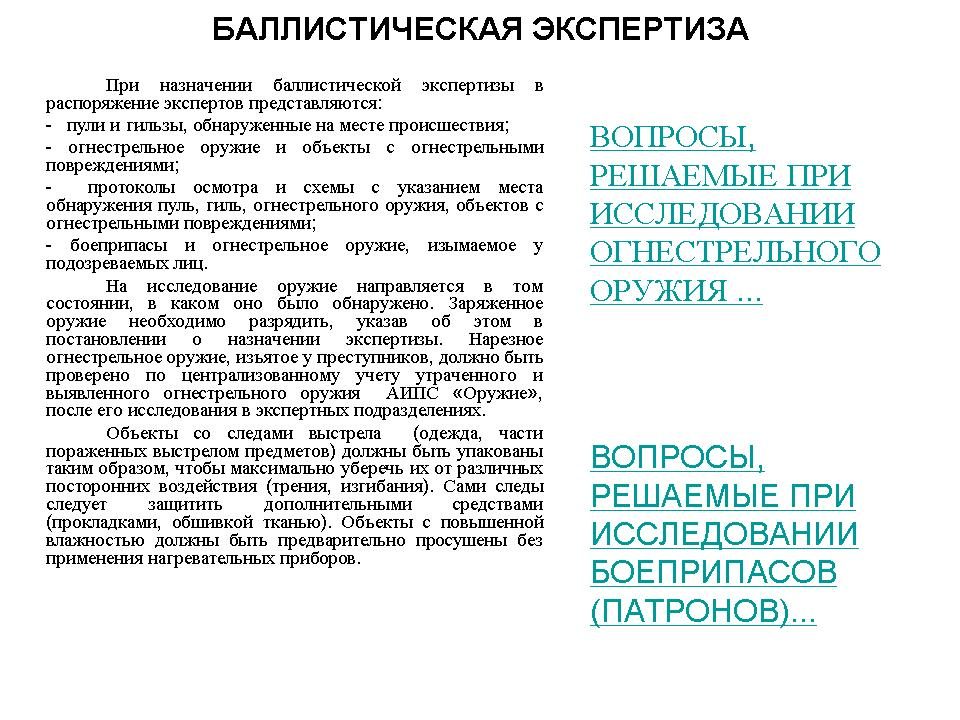 БАЛЛИСТИЧЕСКАЯ ЭКСПЕРТИЗА
При назначении баллистической экспертизы в
распоряжение экспертов представляются:
- пули и гильзы, обнаруженные на месте происшествия;
- огнестрельное оружие и объекты с огнестрельными
повреждениями;
- протоколы осмотра и схемы с указанием места
обнаружения пуль, гиль, огнестрельного оружия, объектов с
огнестрельными повреждениями;
- боеприпасы и огнестрельное оружие, изымаемое у
подозреваемых лиц.
На исследование оружие направляется в том
состоянии, в каком оно было обнаружено. Заряженное
оружие необходимо разрядить, указав об этом в
постановлении о назначении экспертизы. Нарезное
огнестрельное оружие, изъятое у преступников, должно быть
проверено по централизованному учету утраченного и
выявленного огнестрельного оружия АИПС «Оружие»,
после его исследования в экспертных подразделениях.
Объекты со следами выстрела (одежда, части
пораженных выстрелом предметов) должны быть упакованы
таким образом, чтобы максимально уберечь их от различных
посторонних воздействия (трения, изгибания). Сами следы
следует защитить дополнительными средствами
(прокладками, обшивкой тканью). Объекты с повышенной
влажностью должны быть предварительно просушены без
применения нагревательных приборов.
ВОПРОСЫ,
РЕШАЕМЫЕ ПРИ
ИССЛЕДОВАНИИ
ОГНЕСТРЕЛЬНОГО
ОРУЖИЯ ...
ВОПРОСЫ,
РЕШАЕМЫЕ ПРИ
ИССЛЕДОВАНИИ
БОЕПРИПАСОВ
(ПАТРОНОВ)...